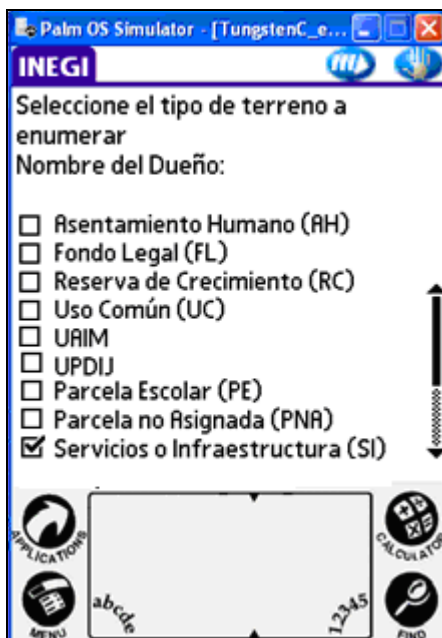 Palm OS Simulator - [TungstenC_e...
INEGI
Seleccione el tipo de terreno a
enumerar
Nombre del Dueño:
Asentamiento Humano (AH)
Fondo Legal (FL)
Reserva de Crecimiento (RC)
Uso Común (UC)
UAIM
UPDIJ
Parcela Escolar (PE)
Parcela no Asignada (PNA)
Servicios o Infraestructura (SI)
APPLICATIONS
CALCULATOR
abcde
12345
MENU
FIND